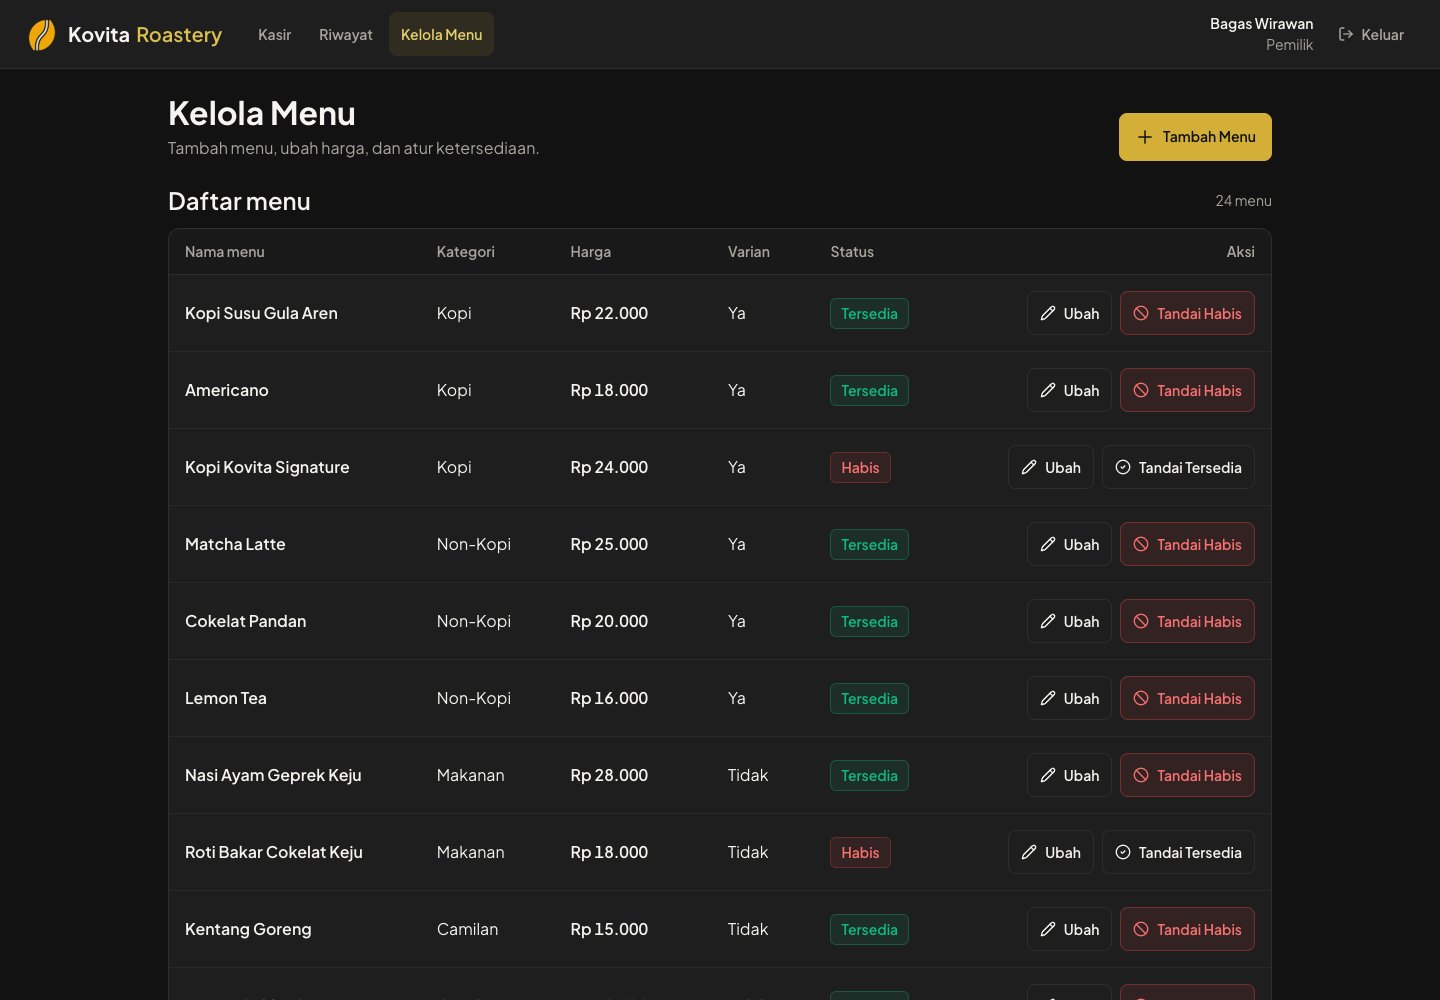 Kovita Roastery
Kasir
Riwayat
Kelola Menu
Bagas Wirawan
Pemilik
Keluar
Kelola Menu
Tambah menu, ubah harga, dan atur ketersediaan.
Tambah Menu
Daftar menu
24 menu
Nama menu Kategori Harga Varian Status Aksi
Kopi Susu Gula Aren Kopi Rp 22.000 Ya Tersedia Ubah Tandai Habis
Americano Kopi Rp 18.000 Ya Tersedia Ubah Tandai Habis
Kopi Kovita Signature Kopi Rp 24.000 Ya Habis Ubah Tandai Tersedia
Matcha Latte Non-Kopi Rp 25.000 Ya Tersedia Ubah Tandai Habis
Cokelat Pandan Non-Kopi Rp 20.000 Ya Tersedia Ubah Tandai Habis
Lemon Tea Non-Kopi Rp 16.000 Ya Tersedia Ubah Tandai Habis
Nasi Ayam Geprek Keju Makanan Rp 28.000 Tidak Tersedia Ubah Tandai Habis
Roti Bakar Cokelat Keju Makanan Rp 18.000 Tidak Habis Ubah Tandai Tersedia
Kentang Goreng Camilan Rp 15.000 Tidak Tersedia Ubah Tandai Habis